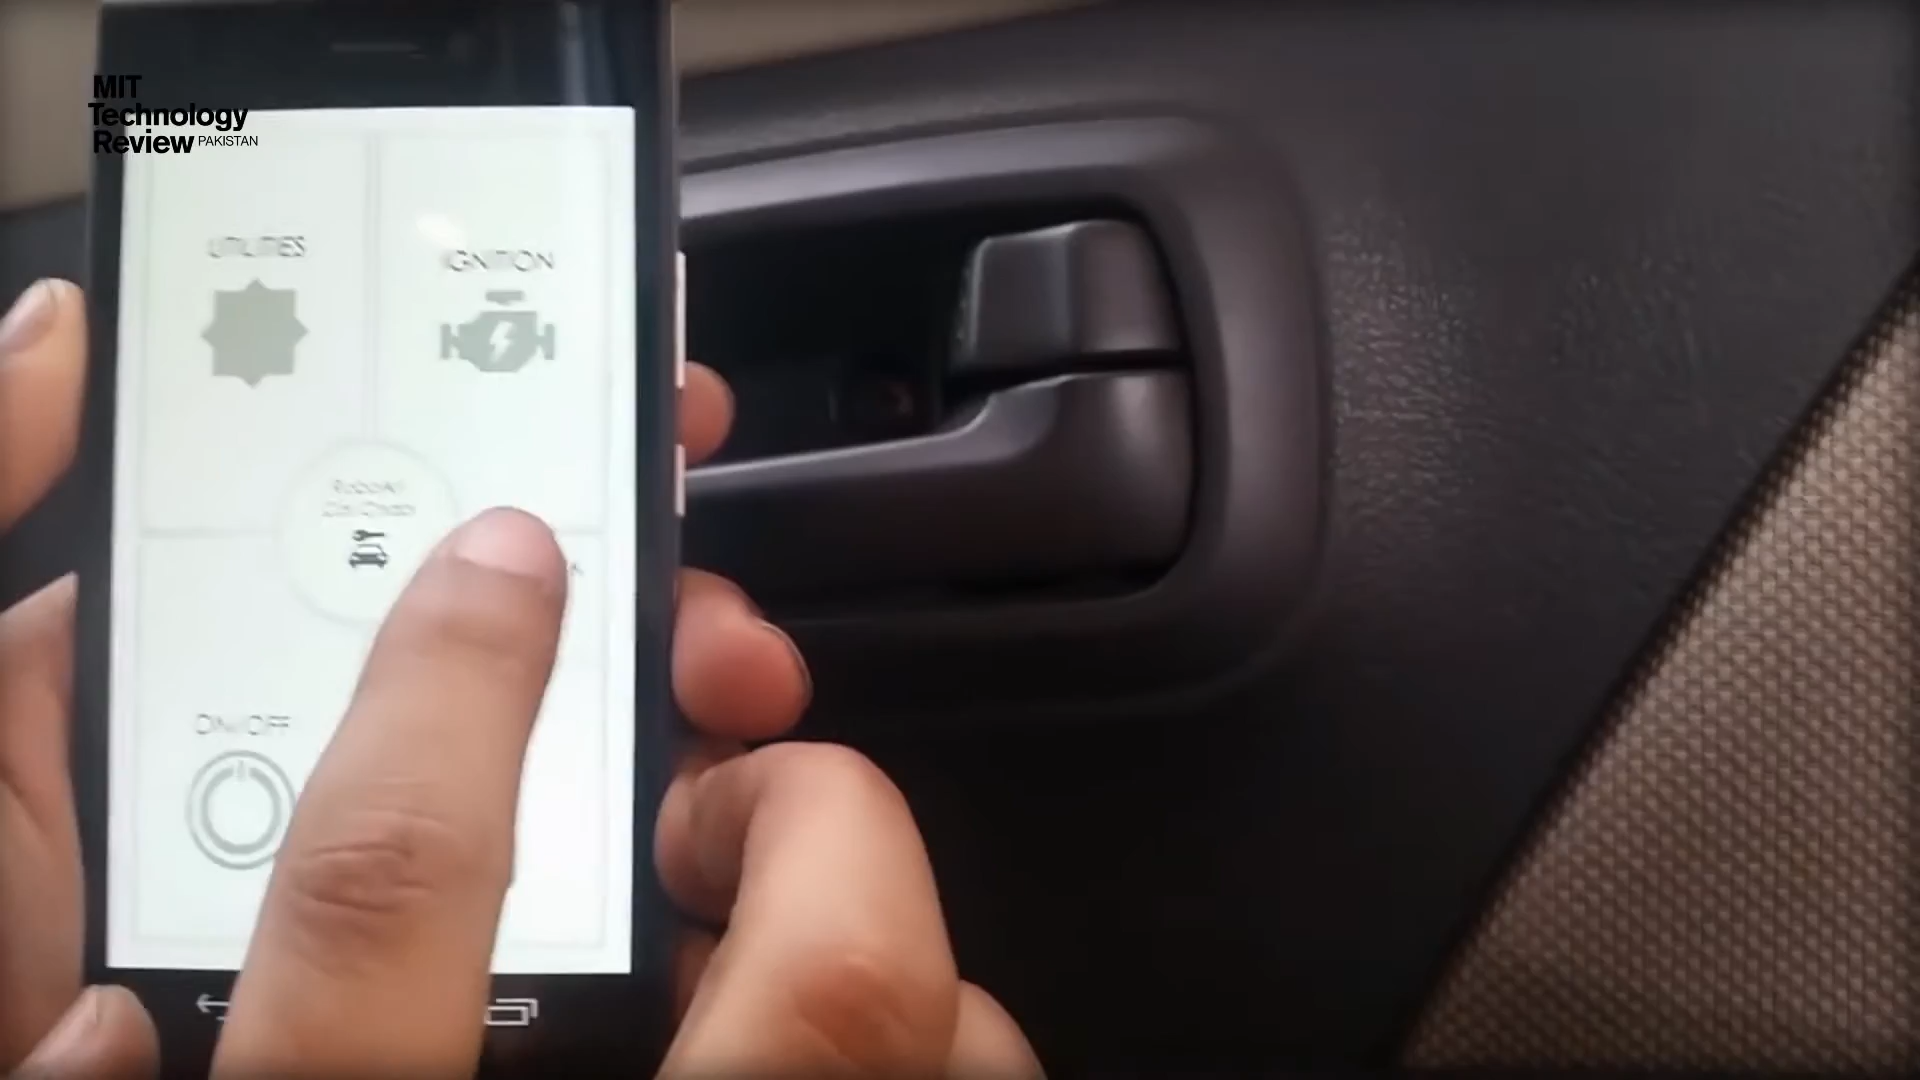 MIT
Technology
Review PAKISTAN
UTILITIES
IGNITION
ON/OFF